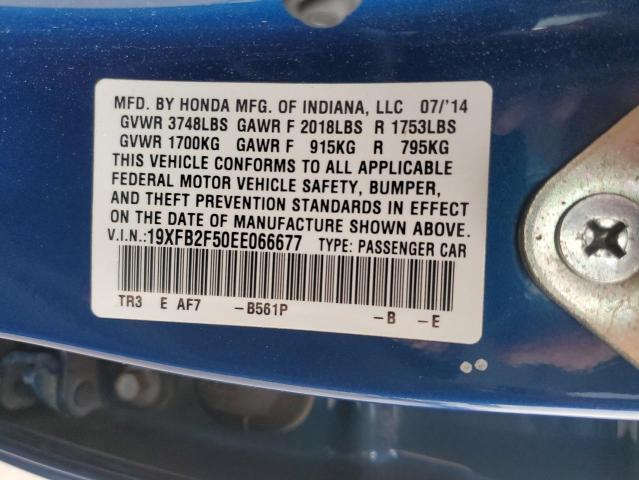 MFD. BY HONDA MFG. OF INDIANA, LLC 07/'14
GVWR 3748LBS GAWR F 2018LBS R 1753LBS
GVWR 1700KG GAWR F 915KG R 795KG
THIS VEHICLE CONFORMS TO ALL APPLICABLE
FEDERAL MOTOR VEHICLE SAFETY, BUMPER,
AND THEFT PREVENTION STANDARDS IN EFFECT
ON THE DATE OF MANUFACTURE SHOWN ABOVE.
V.I.N.:19XFB2F50EE066677 TYPE: PASSENGER CAR
TR3 E AF7 -B561P -B -E